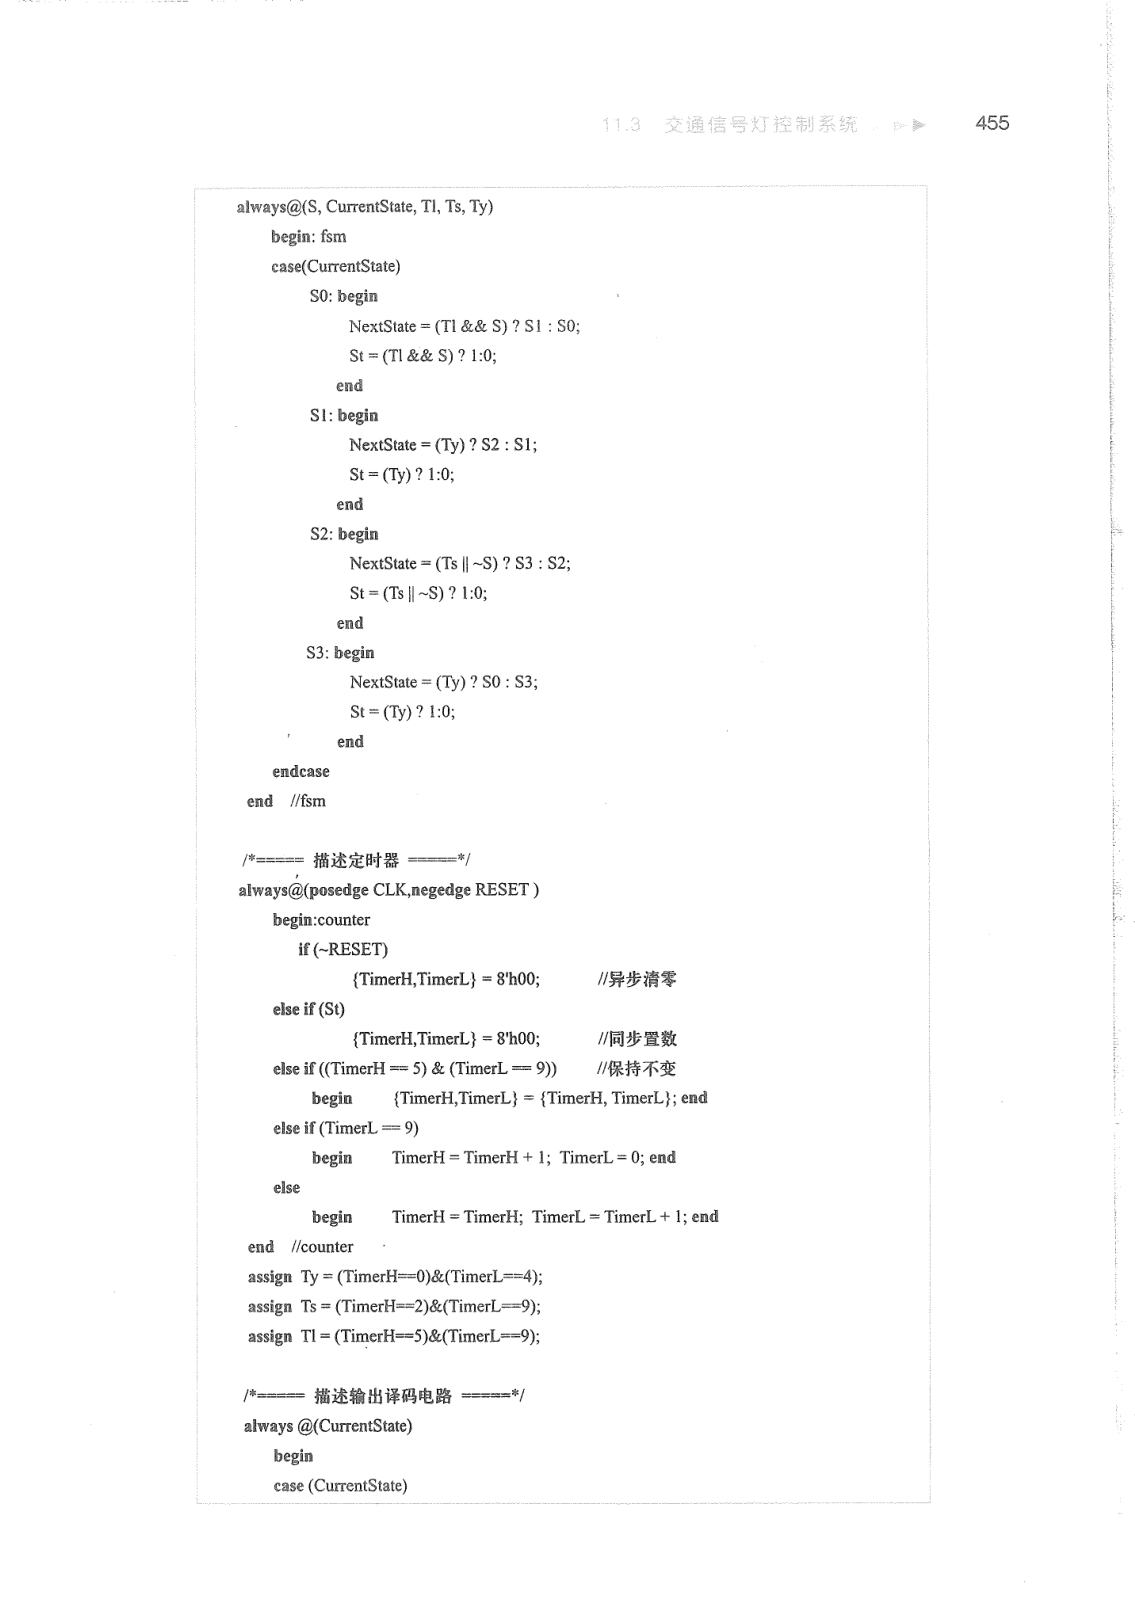 11.3 交通信号灯控制系统 455
always@(S, CurrentState, Tl, Ts, Ty)
begin: fsm
case(CurrentState)
S0: begin
NextState = (Tl && S) ? S1 : S0;
St = (Tl && S) ? 1:0;
end
S1: begin
NextState = (Ty) ? S2 : S1;
St = (Ty) ? 1:0;
end
S2: begin
NextState = (Ts || ~S) ? S3 : S2;
St = (Ts || ~S) ? 1:0;
end
S3: begin
NextState = (Ty) ? S0 : S3;
St = (Ty) ? 1:0;
end
endcase
end //fsm
/*===== 描述定时器 =====*/
always@(posedge CLK,negedge RESET )
begin:counter
if (~RESET)
{TimerH,TimerL} = 8'h00; //异步清零
else if (St)
{TimerH,TimerL} = 8'h00; //同步置数
else if ((TimerH == 5) & (TimerL == 9)) //保持不变
begin {TimerH,TimerL} = {TimerH, TimerL}; end
else if (TimerL == 9)
begin TimerH = TimerH + 1; TimerL = 0; end
else
begin TimerH = TimerH; TimerL = TimerL + 1; end
end //counter
assign Ty = (TimerH==0)&(TimerL==4);
assign Ts = (TimerH==2)&(TimerL==9);
assign Tl = (TimerH==5)&(TimerL==9);
/*===== 描述输出译码电路 =====*/
always @(CurrentState)
begin
case (CurrentState)